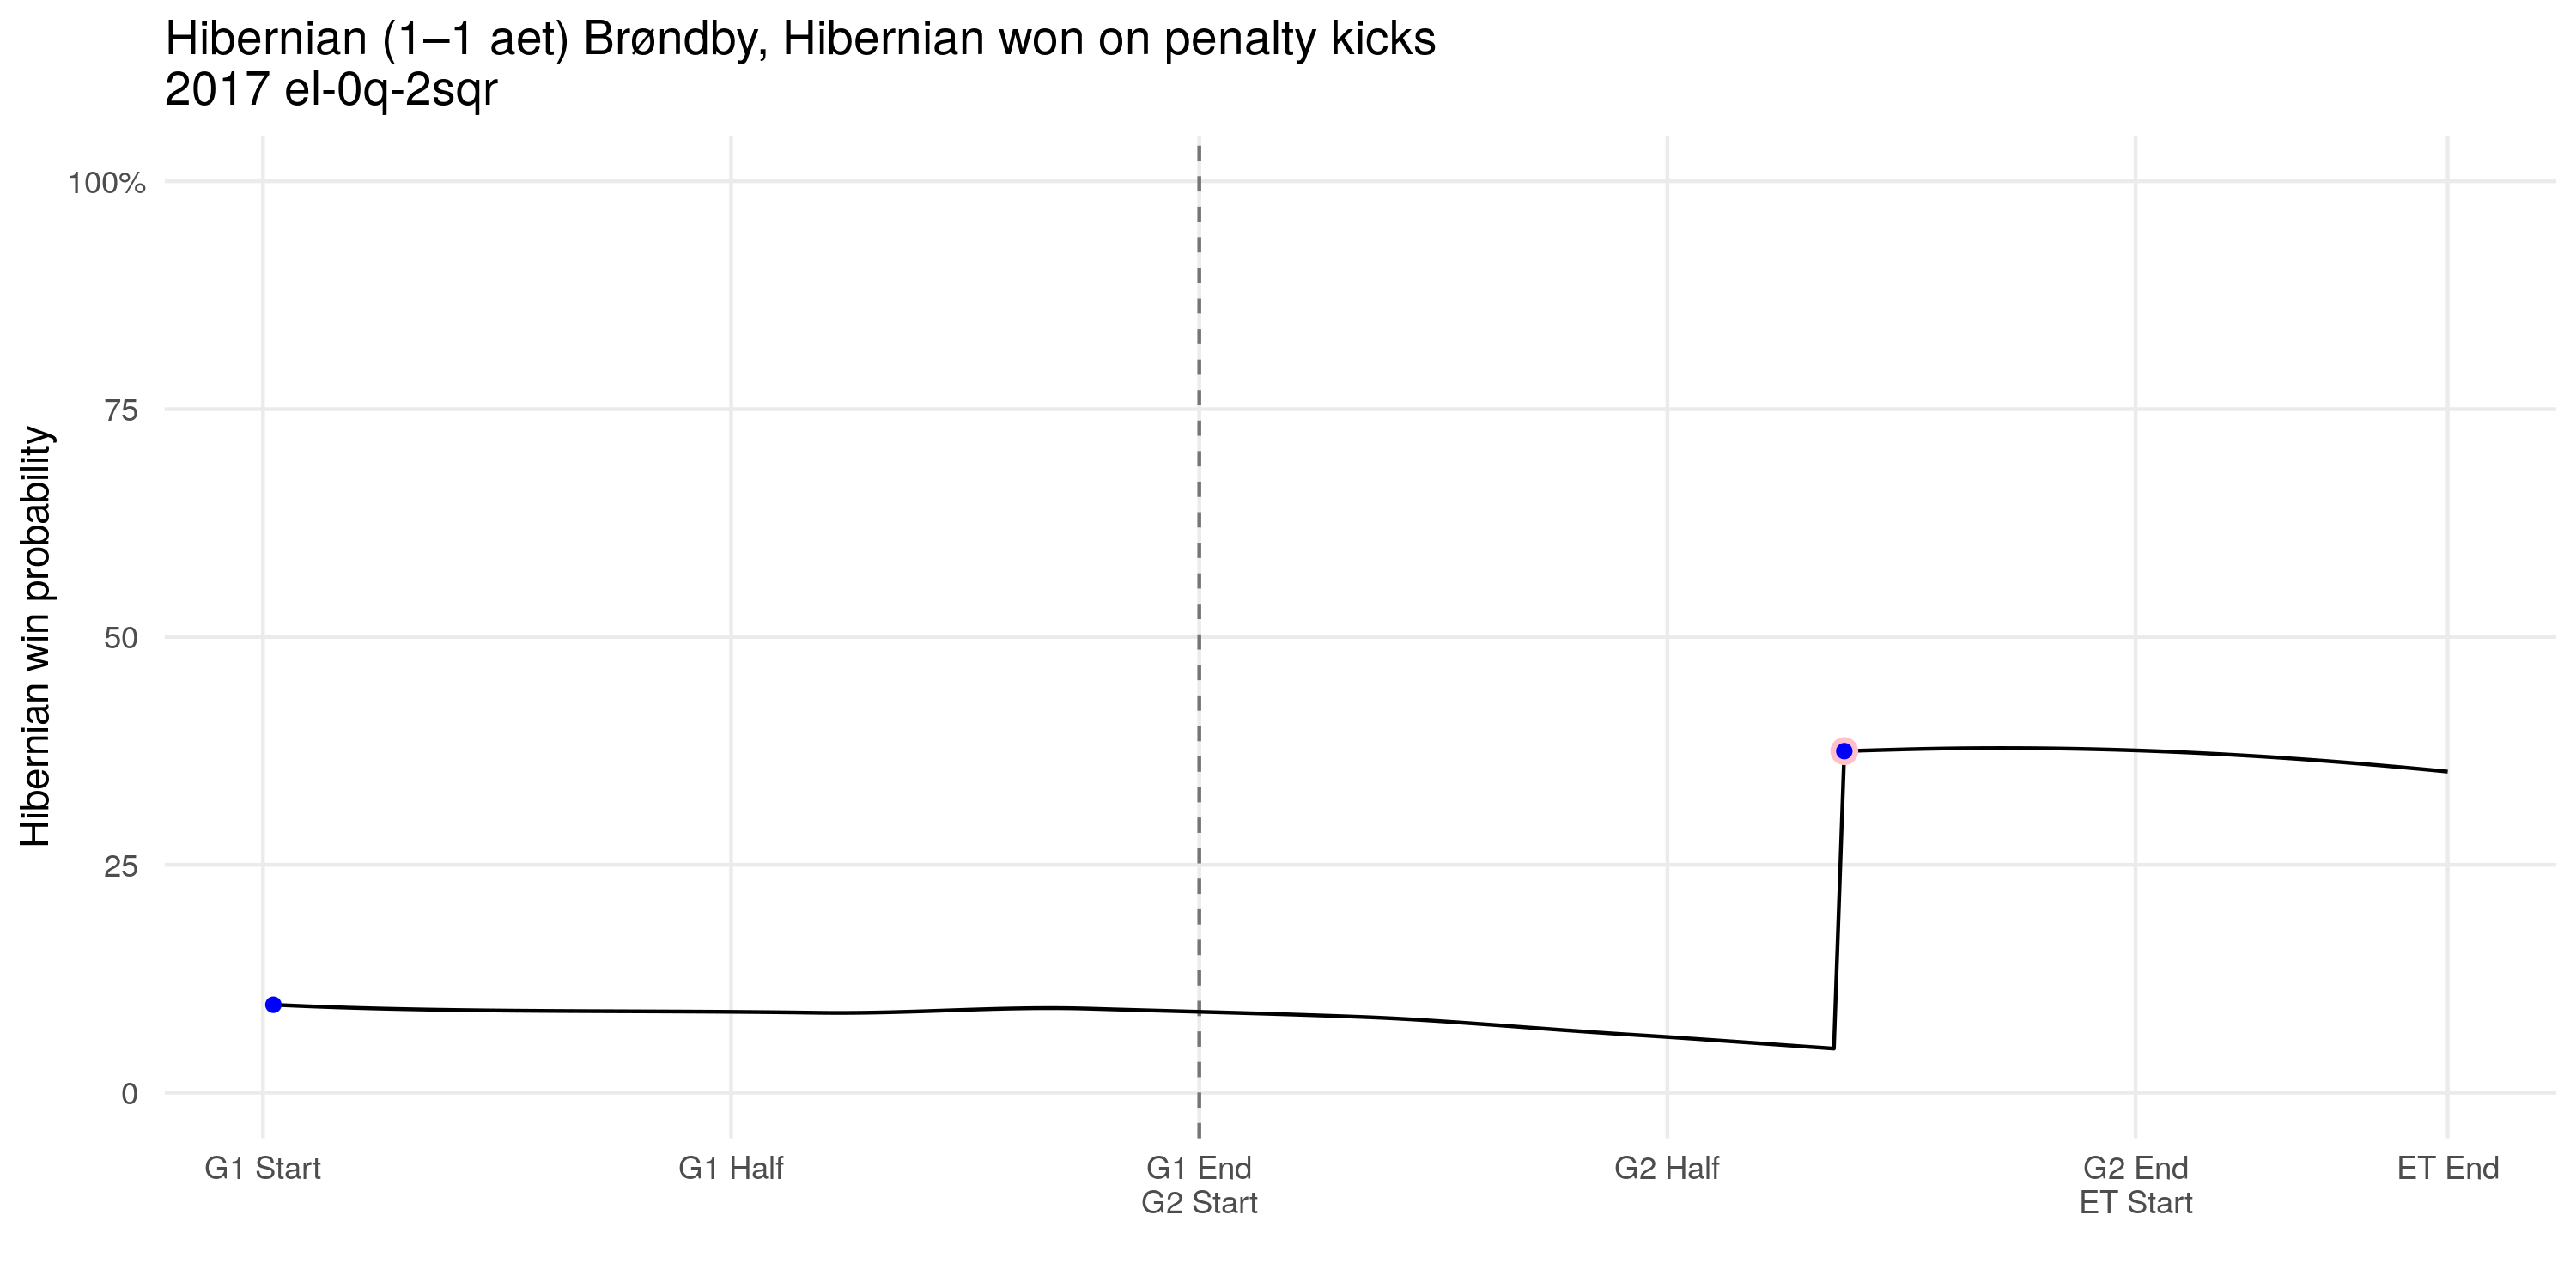 Hibernian (1–1 aet) Brøndby, Hibernian won on penalty kicks
2017 el-0q-2sqr
Hibernian win probability
100%
75
50
25
0
G1 Start
G1 Half
G1 End
G2 Start
G2 Half
G2 End
ET Start
ET End